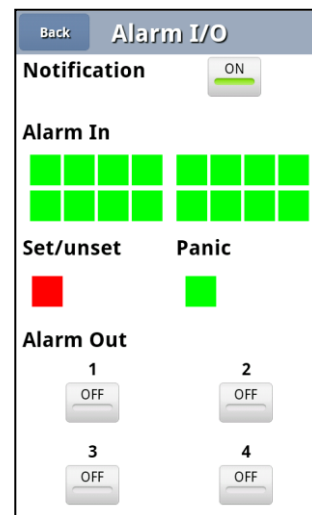 Back Alarm I/O
Notification ON
Alarm In
Set/unset Panic
Alarm Out
1 2
OFF OFF
3 4
OFF OFF